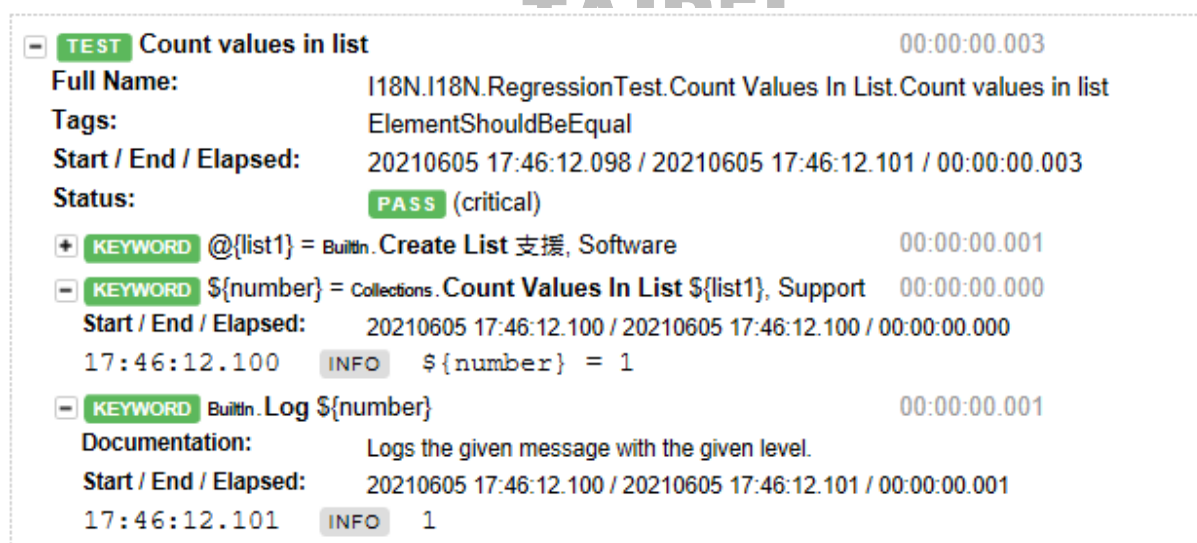 TEST Count values in list 00:00:00.003
Full Name: I18N.I18N.RegressionTest.Count Values In List.Count values in list
Tags: ElementShouldBeEqual
Start / End / Elapsed: 20210605 17:46:12.098 / 20210605 17:46:12.101 / 00:00:00.003
Status: PASS (critical)
KEYWORD @{list1} = BuiltIn.Create List 支援, Software 00:00:00.001
KEYWORD ${number} = Collections.Count Values In List ${list1}, Support 00:00:00.000
Start / End / Elapsed: 20210605 17:46:12.100 / 20210605 17:46:12.100 / 00:00:00.000
17:46:12.100 INFO ${number} = 1
KEYWORD BuiltIn.Log ${number} 00:00:00.001
Documentation: Logs the given message with the given level.
Start / End / Elapsed: 20210605 17:46:12.100 / 20210605 17:46:12.101 / 00:00:00.001
17:46:12.101 INFO 1